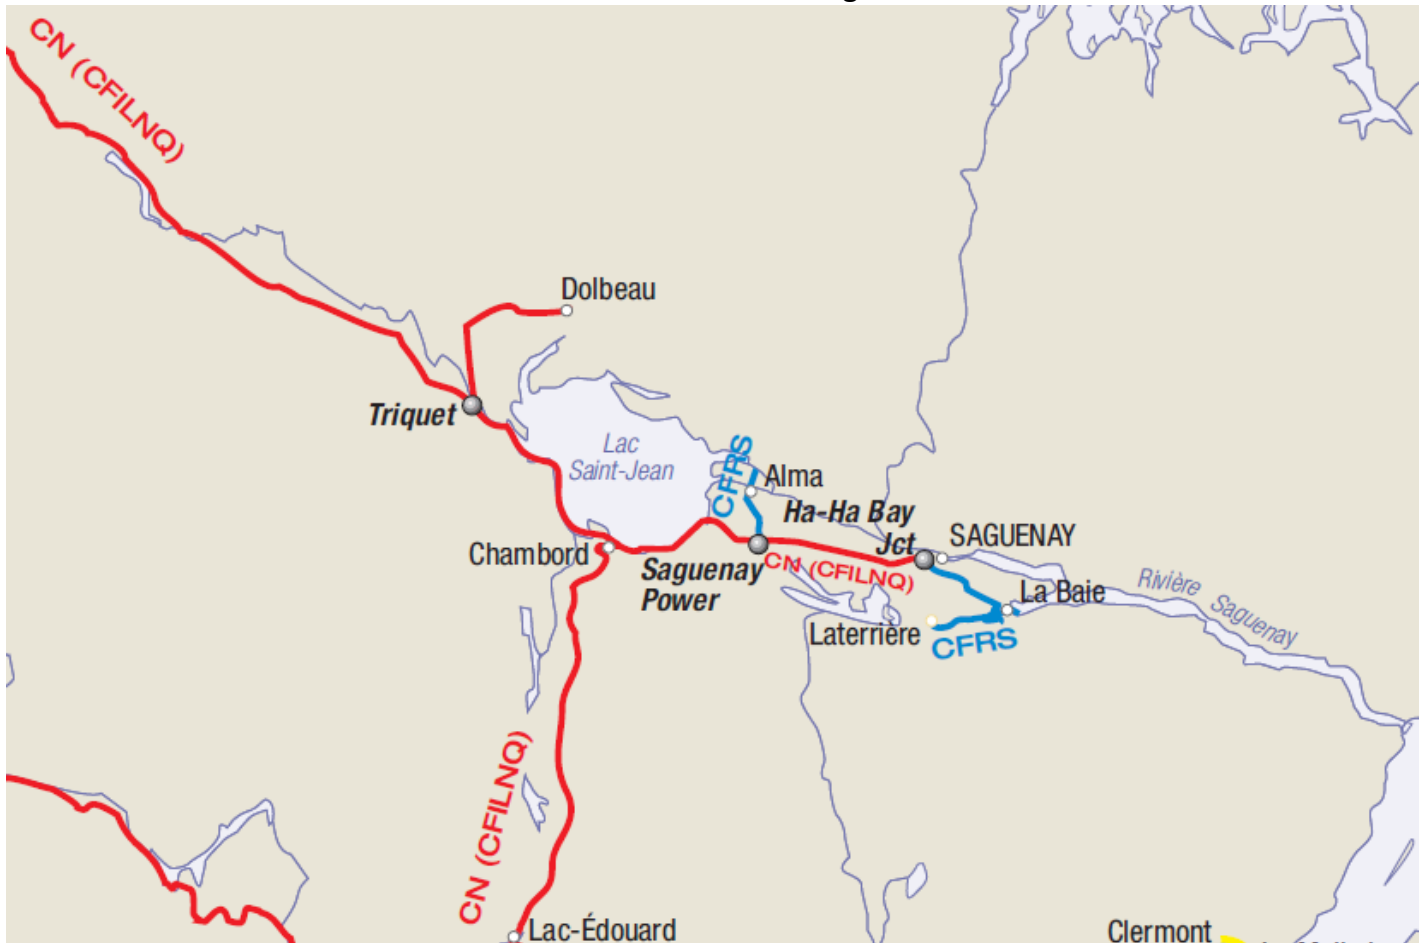 CN (CFILNQ)
Dolbeau
Triquet
Lac
Saint-Jean
CFRS
Alma
Ha-Ha Bay
Jct
SAGUENAY
Chambord
Saguenay
Power
CN (CFILNQ)
La Baie
Rivière Saguenay
Laterrière
CFRS
CN (CFILNQ)
Lac-Édouard
Clermont